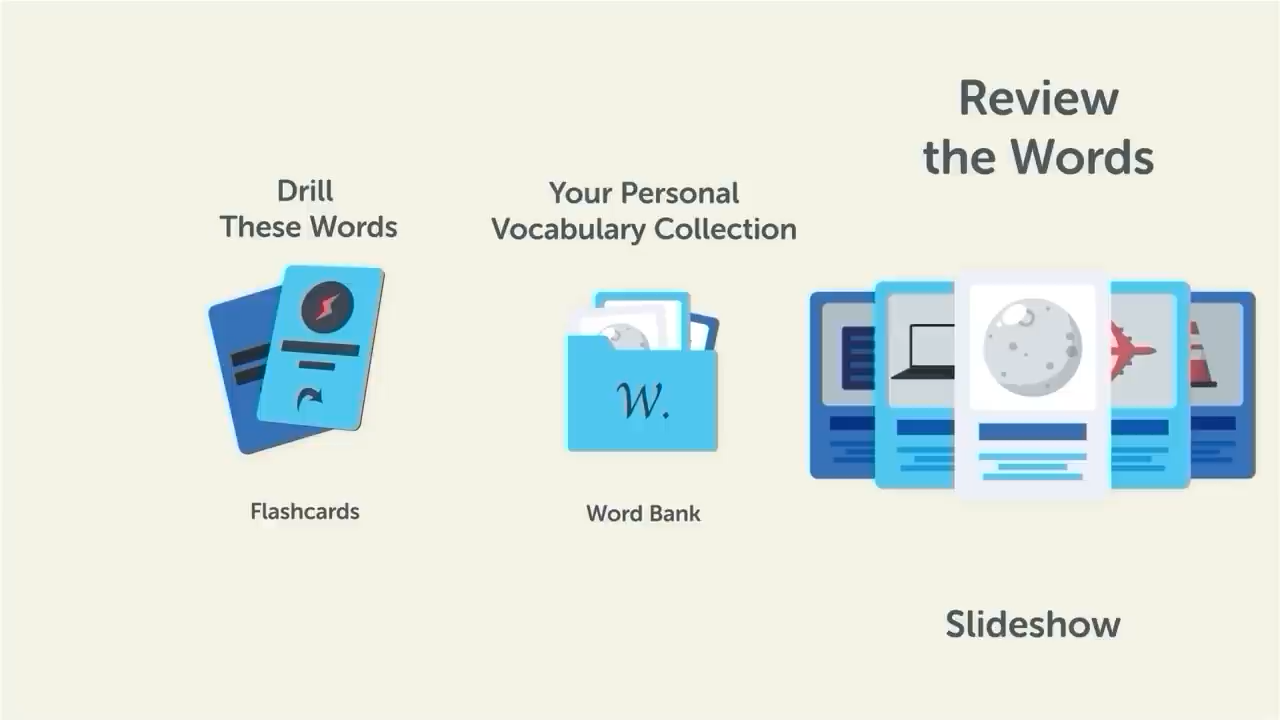 Drill
These Words
Flashcards
Your Personal
Vocabulary Collection
W.
Word Bank
Review
the Words
Slideshow